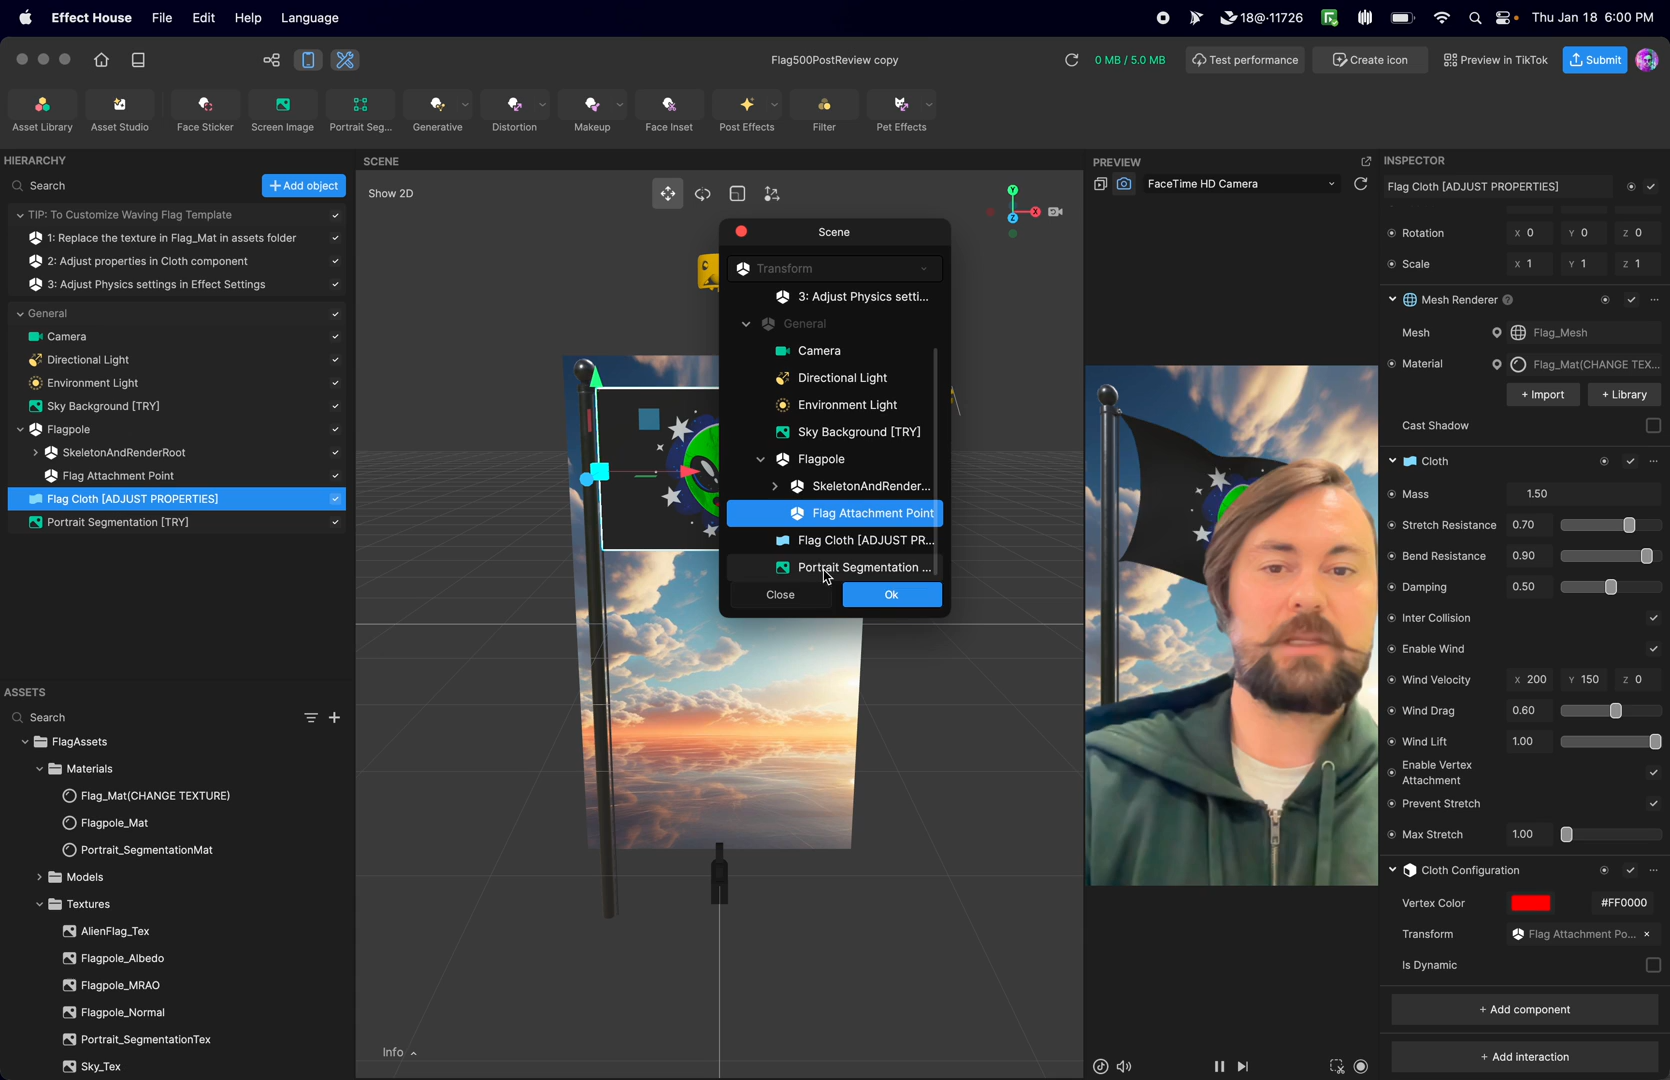 Effect House File Edit Help Language
18@-11726 Thu Jan 18 6:00 PM
Flag500PostReview copy
0 MB / 5.0 MB Test performance Create icon Preview in TikTok Submit
Asset Library Asset Studio Face Sticker Screen Image Portrait Seg... Generative Distortion Makeup Face Inset Post Effects Filter Pet Effects
HIERARCHY
Search
+ Add object
TIP: To Customize Waving Flag Template
1: Replace the texture in Flag_Mat in assets folder
2: Adjust properties in Cloth component
3: Adjust Physics settings in Effect Settings
General
Camera
Directional Light
Environment Light
Sky Background [TRY]
Flagpole
SkeletonAndRenderRoot
Flag Attachment Point
Flag Cloth [ADJUST PROPERTIES]
Portrait Segmentation [TRY]
ASSETS
Search
FlagAssets
Materials
Flag_Mat(CHANGE TEXTURE)
Flagpole_Mat
Portrait_SegmentationMat
Models
Textures
AlienFlag_Tex
Flagpole_Albedo
Flagpole_MRAO
Flagpole_Normal
Portrait_SegmentationTex
Sky_Tex
SCENE
Show 2D
Y
X
Z
Scene
Transform
3: Adjust Physics setti...
General
Camera
Directional Light
Environment Light
Sky Background [TRY]
Flagpole
SkeletonAndRender...
Flag Attachment Point
Flag Cloth [ADJUST PR...
Portrait Segmentation ...
Close Ok
Info
PREVIEW
FaceTime HD Camera
INSPECTOR
Flag Cloth [ADJUST PROPERTIES]
Rotation X 0 Y 0 Z 0
Scale X 1 Y 1 Z 1
Mesh Renderer ?
Mesh Flag_Mesh
Material Flag_Mat(CHANGE TEX...
+ Import + Library
Cast Shadow
Cloth
Mass 1.50
Stretch Resistance 0.70
Bend Resistance 0.90
Damping 0.50
Inter Collision
Enable Wind
Wind Velocity X 200 Y 150 Z 0
Wind Drag 0.60
Wind Lift 1.00
Enable Vertex
Attachment
Prevent Stretch
Max Stretch 1.00
Cloth Configuration
Vertex Color #FF0000
Transform Flag Attachment Po... ×
Is Dynamic
+ Add component
+ Add interaction